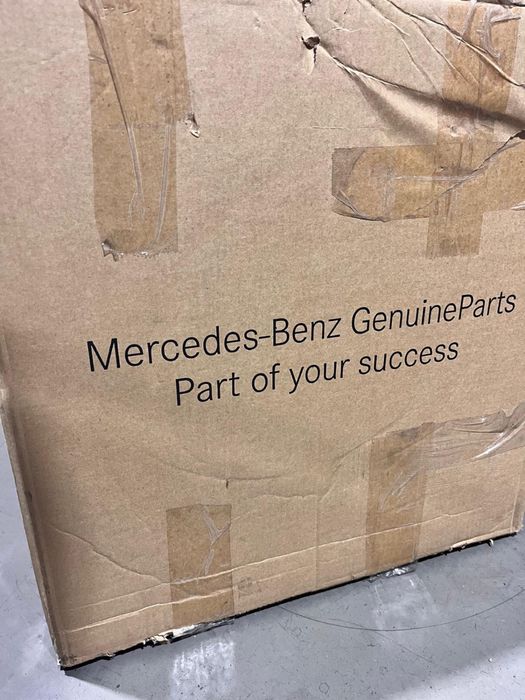 Mercedes-Benz GenuineParts
Part of your success